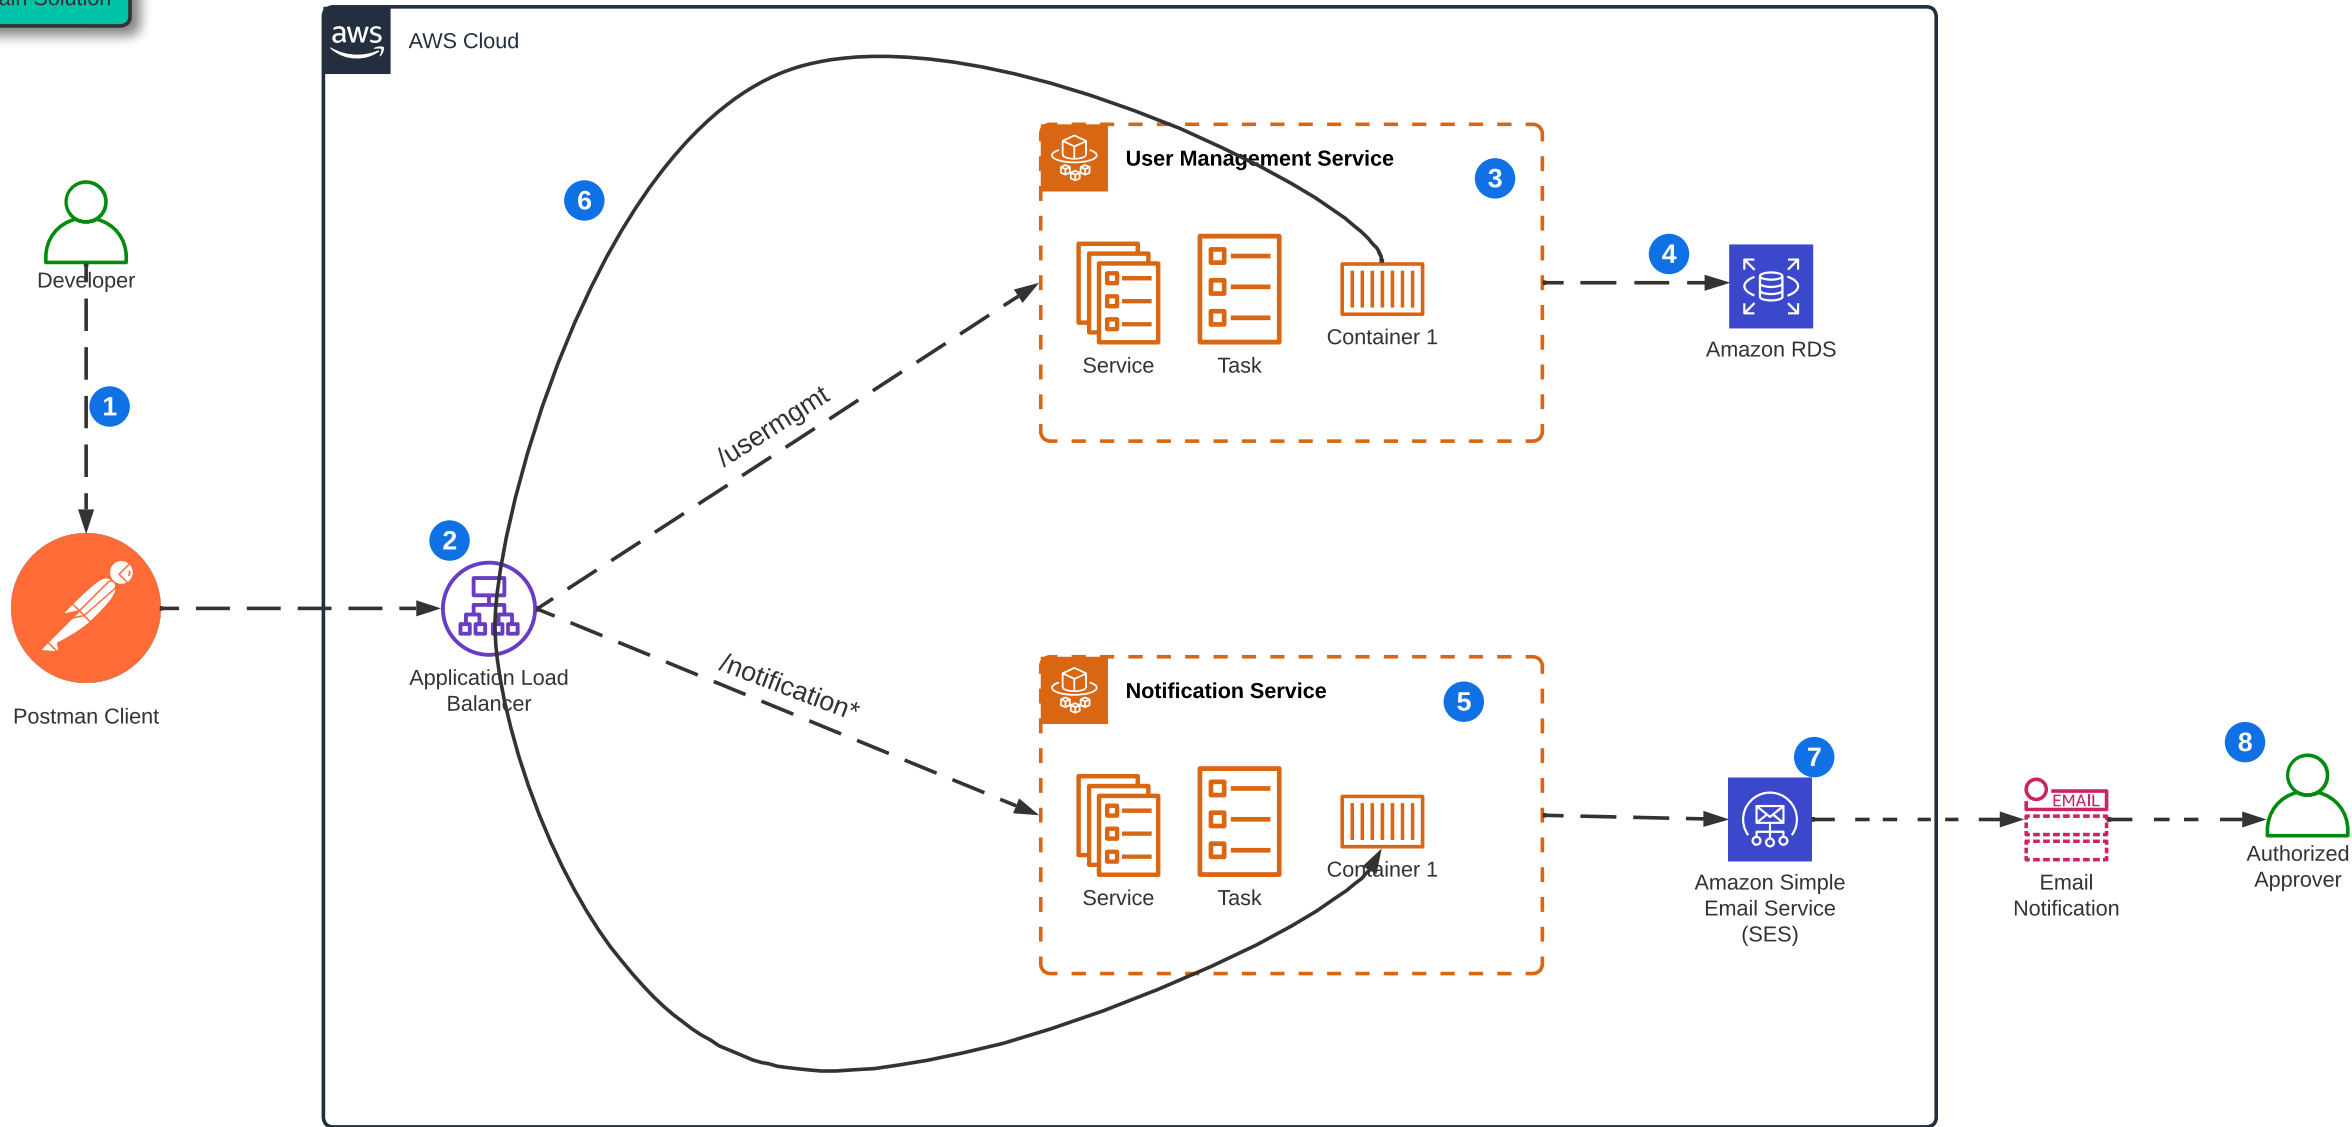 Solution
aws
AWS Cloud
User Management Service
3
6
4
Developer
Container 1
Amazon RDS
Service
Task
1
/usermgmt
2
Application Load
Balancer
Postman Client
/notification*
Notification Service
5
7
8
EMAIL
Container 1
Service
Task
Amazon Simple
Email Service
(SES)
Email
Notification
Authorized
Approver